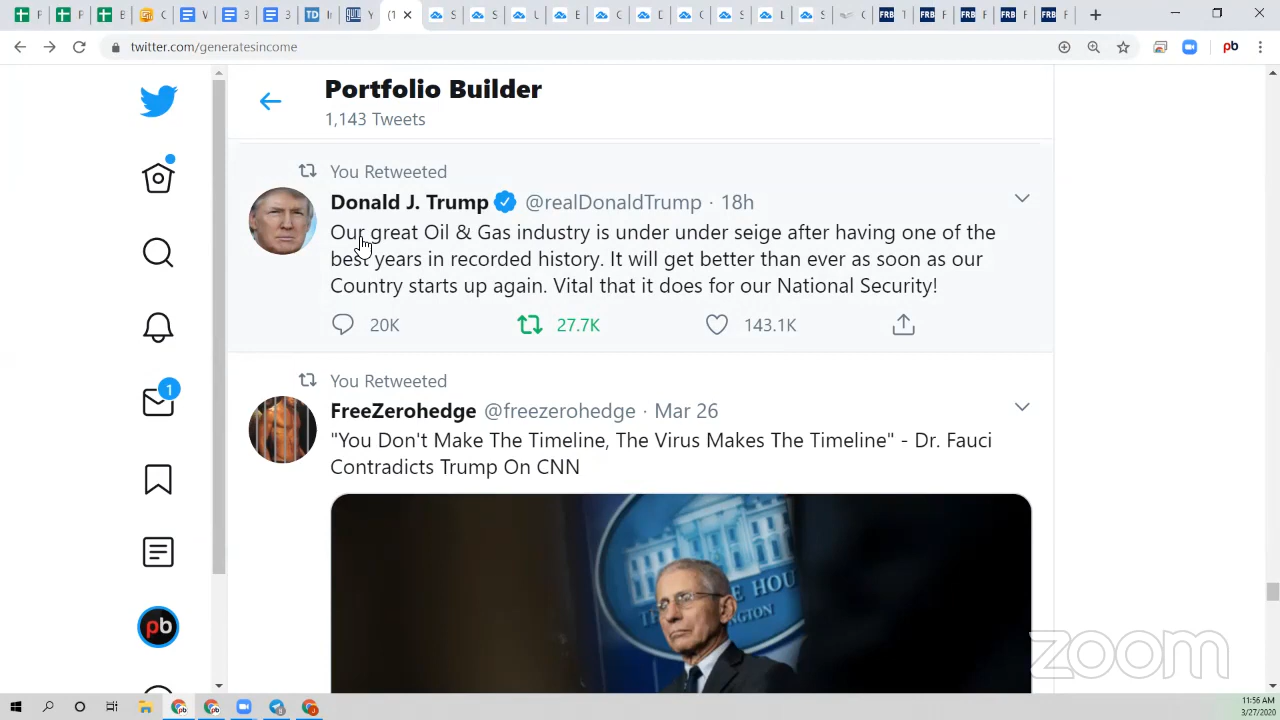 twitter.com/generatesincome
pb
Portfolio Builder
1,143 Tweets
You Retweeted
Donald J. Trump @realDonaldTrump · 18h
Our great Oil & Gas industry is under under seige after having one of the
best years in recorded history. It will get better than ever as soon as our
Country starts up again. Vital that it does for our National Security!
20K 27.7K 143.1K
1
You Retweeted
FreeZerohedge @freezerohedge · Mar 26
"You Don't Make The Timeline, The Virus Makes The Timeline" - Dr. Fauci
Contradicts Trump On CNN
pb
zoom
11:56 AM
3/27/2020